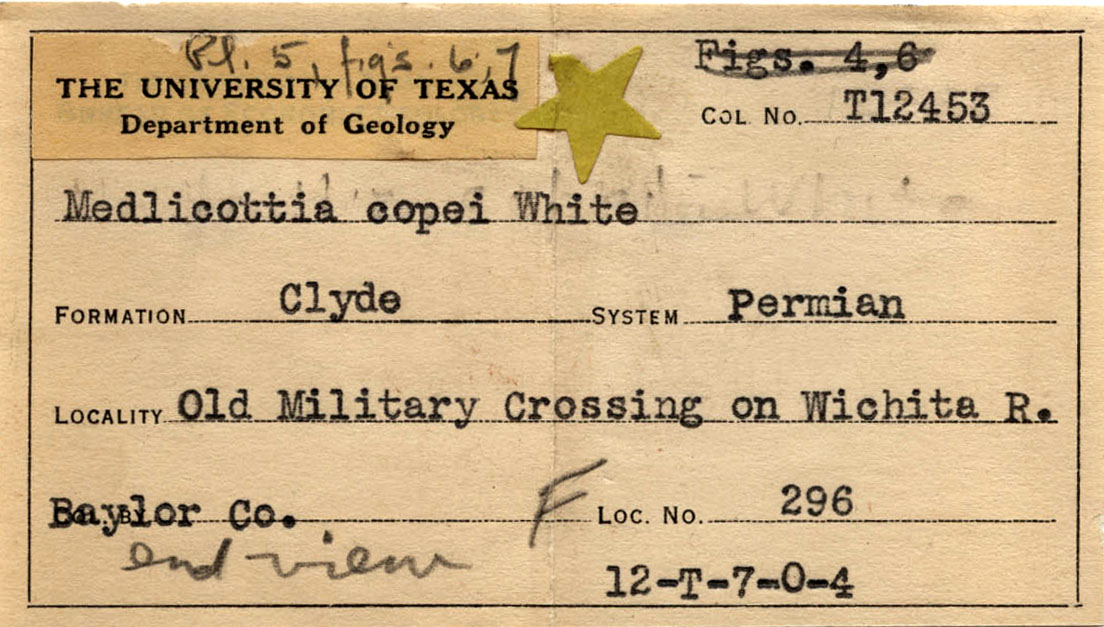 Pl. 5, figs. 6, 7
Figs. 4,6
THE UNIVERSITY OF TEXAS
Department of Geology
COL. NO. T12453
Medlicottia copei White
FORMATION Clyde SYSTEM Permian
LOCALITY Old Military Crossing on Wichita R.
Baylor Co. F LOC. NO. 296
end view
12-T-7-0-4